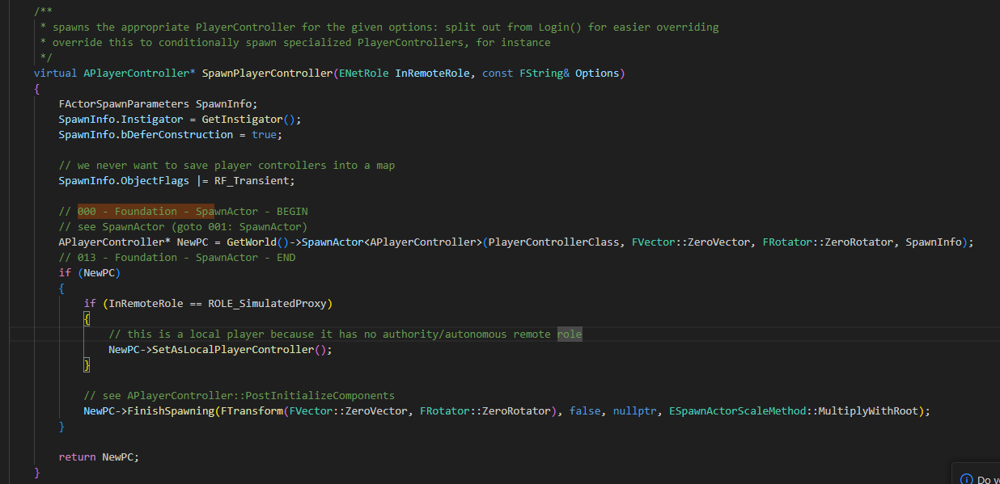 /**
* spawns the appropriate PlayerController for the given options: split out from Login() for easier overriding
* override this to conditionally spawn specialized PlayerControllers, for instance
*/
virtual APlayerController* SpawnPlayerController(ENetRole InRemoteRole, const FString& Options)
{
FActorSpawnParameters SpawnInfo;
SpawnInfo.Instigator = GetInstigator();
SpawnInfo.bDeferConstruction = true;
// we never want to save player controllers into a map
SpawnInfo.ObjectFlags |= RF_Transient;
// 000 - Foundation - SpawnActor - BEGIN
// see SpawnActor (goto 001: SpawnActor)
APlayerController* NewPC = GetWorld()->SpawnActor<APlayerController>(PlayerControllerClass, FVector::ZeroVector, FRotator::ZeroRotator, SpawnInfo);
// 013 - Foundation - SpawnActor - END
if (NewPC)
{
if (InRemoteRole == ROLE_SimulatedProxy)
{
// this is a local player because it has no authority/autonomous remote role
NewPC->SetAsLocalPlayerController();
}
// see APlayerController::PostInitializeComponents
NewPC->FinishSpawning(FTransform(FVector::ZeroVector, FRotator::ZeroRotator), false, nullptr, ESpawnActorScaleMethod::MultiplyWithRoot);
}
return NewPC;
}
Do